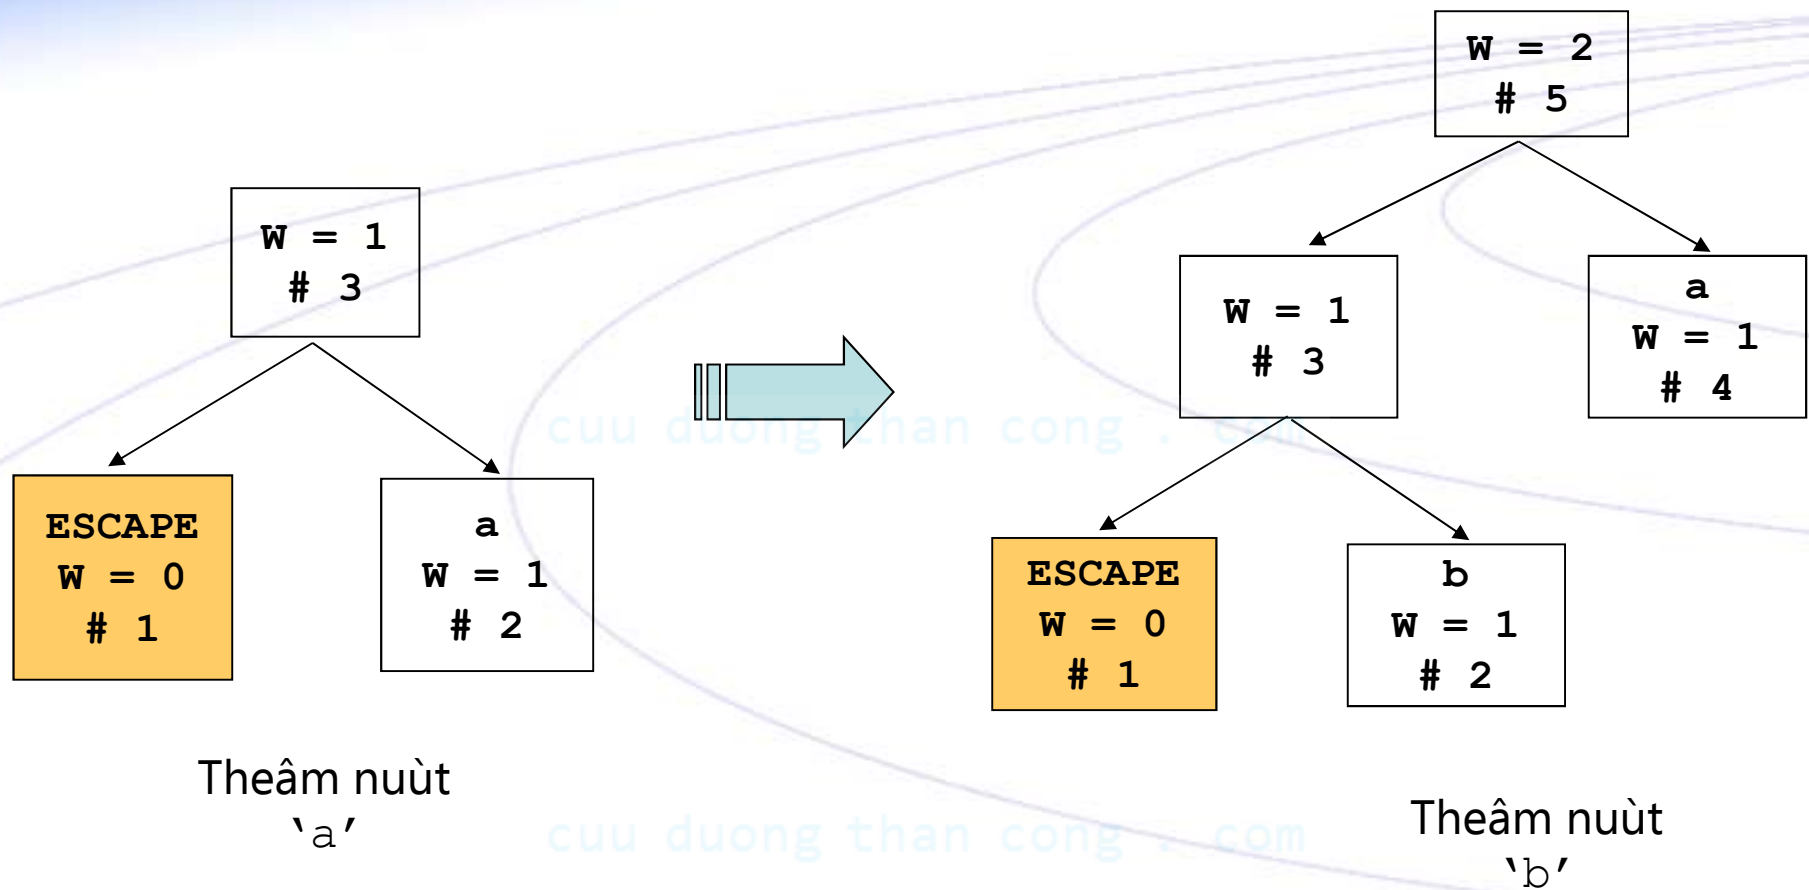 W = 1
# 3
ESCAPE
W = 0
# 1
a
W = 1
# 2
Theâm nuùt
‵a′
W = 2
# 5
W = 1
# 3
a
W = 1
# 4
ESCAPE
W = 0
# 1
b
W = 1
# 2
Theâm nuùt
‵b′
cuu duong than cong . com
cuu duong than cong . com